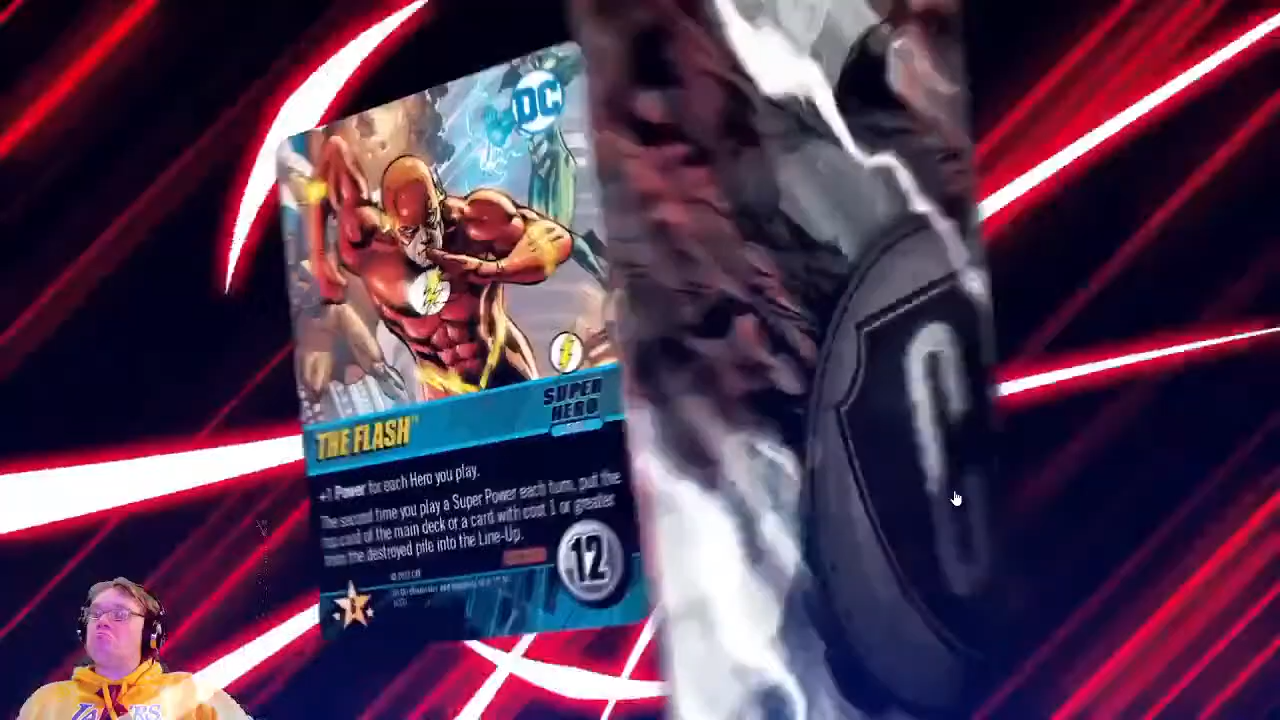 DC
SUPER
HERO
THE FLASH™
+1 Power for each Hero you play.
The second time you play a Super Power each turn, put the
top card of the main deck or a card with cost 1 or greater
from the destroyed pile into the Line-Up.
12
LAKERS